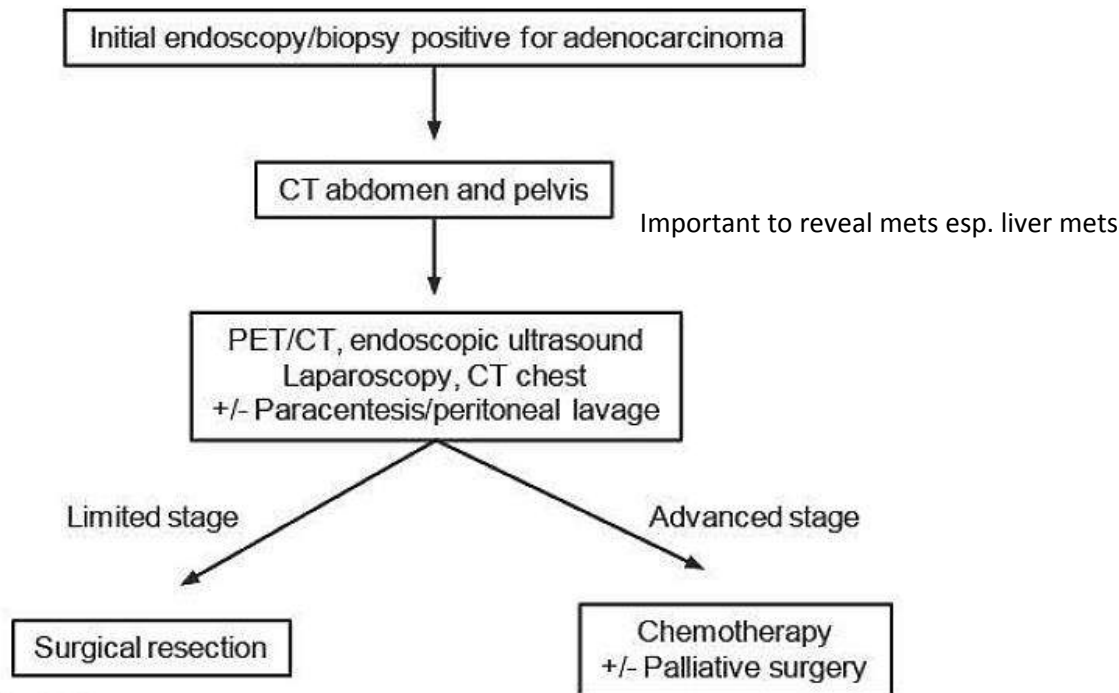 Initial endoscopy/biopsy positive for adenocarcinoma
CT abdomen and pelvis
Important to reveal mets esp. liver mets
PET/CT, endoscopic ultrasound
Laparoscopy, CT chest
+/- Paracentesis/peritoneal lavage
Limited stage
Advanced stage
Surgical resection
Chemotherapy
+/- Palliative surgery